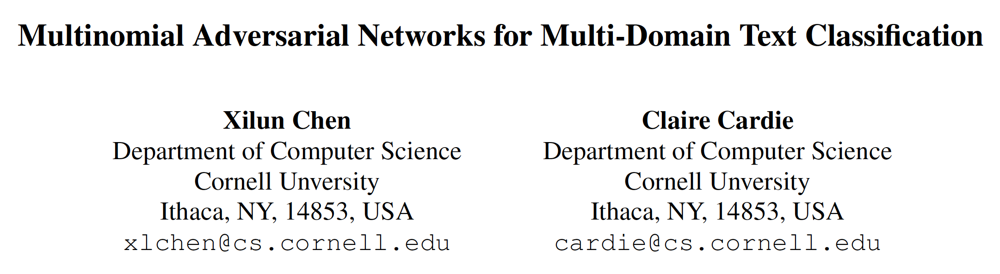 Multinomial Adversarial Networks for Multi-Domain Text Classification
Xilun Chen
Department of Computer Science
Cornell Unversity
Ithaca, NY, 14853, USA
xlchen@cs.cornell.edu
Claire Cardie
Department of Computer Science
Cornell Unversity
Ithaca, NY, 14853, USA
cardie@cs.cornell.edu